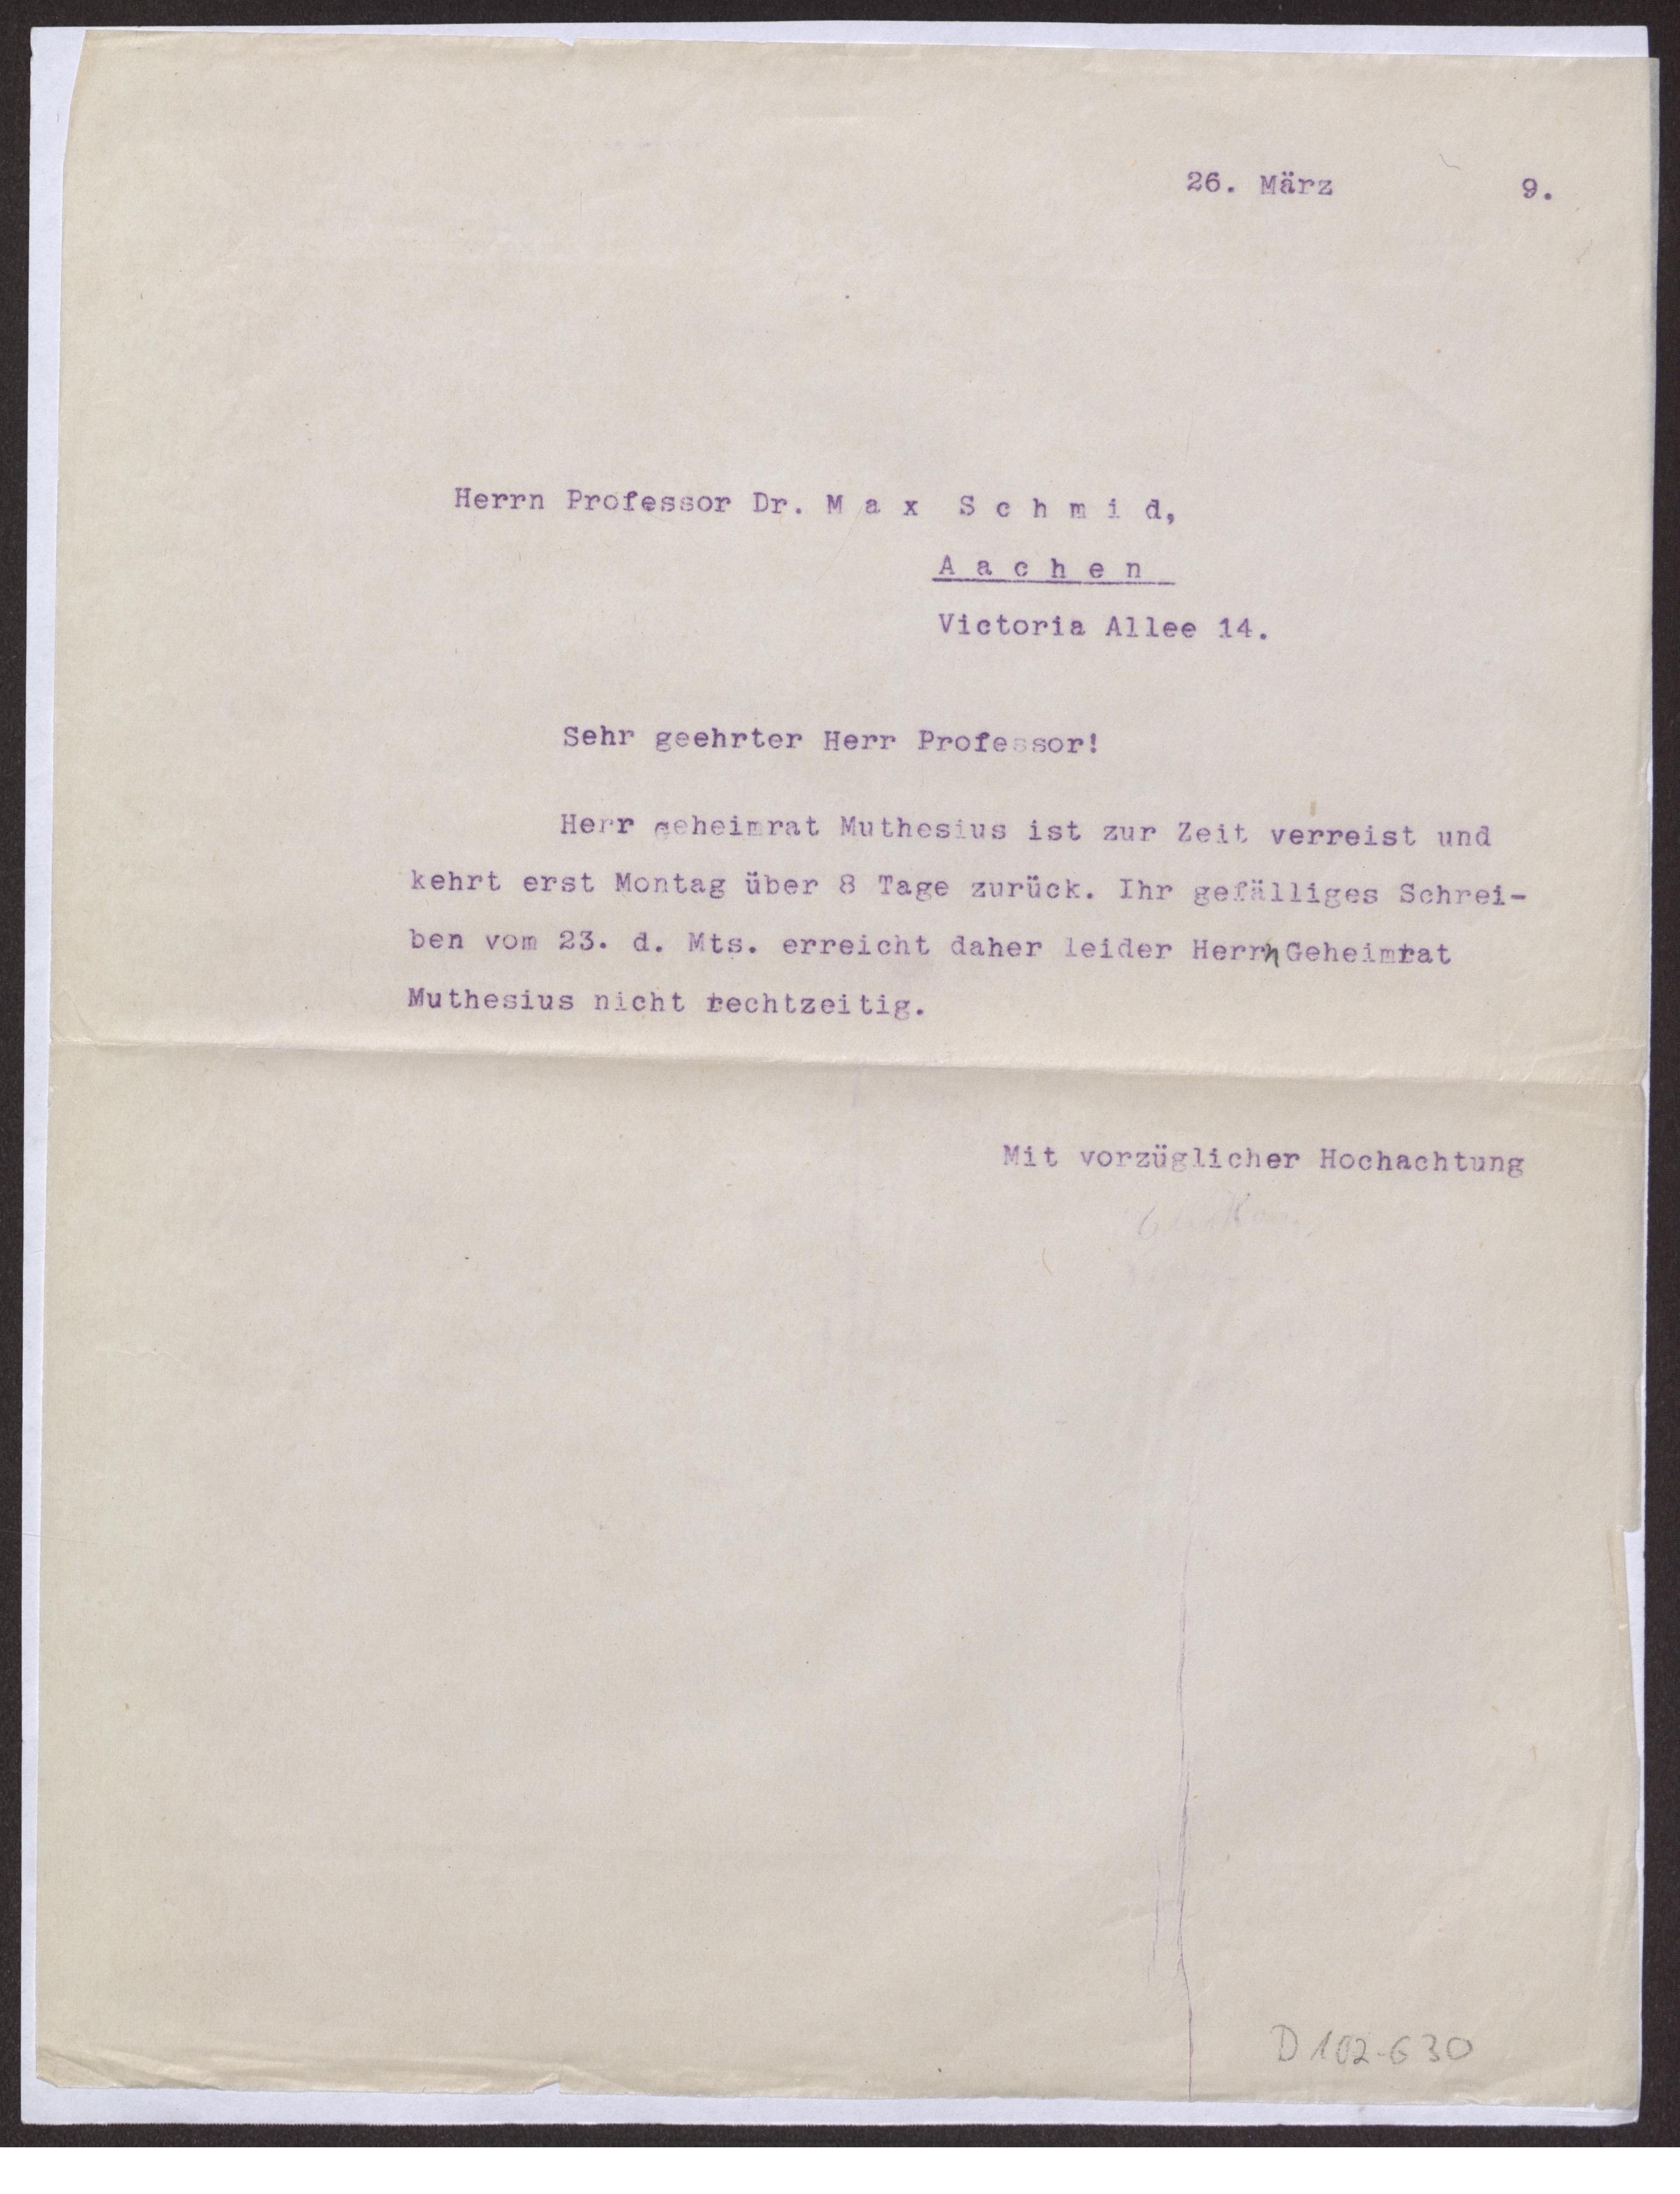 26. März 9.
Herrn Professor Dr. M a x S c h m i d,
A a c h e n
Victoria Allee 14.
Sehr geehrter Herr Professor!
Herr Geheimrat Muthesius ist zur Zeit verreist und
kehrt erst Montag über 8 Tage zurück. Ihr gefälliges Schrei-
ben vom 23. d. Mts. erreicht daher leider Herrn Geheimrat
Muthesius nicht rechtzeitig.
Mit vorzüglicher Hochachtung
D 102-630